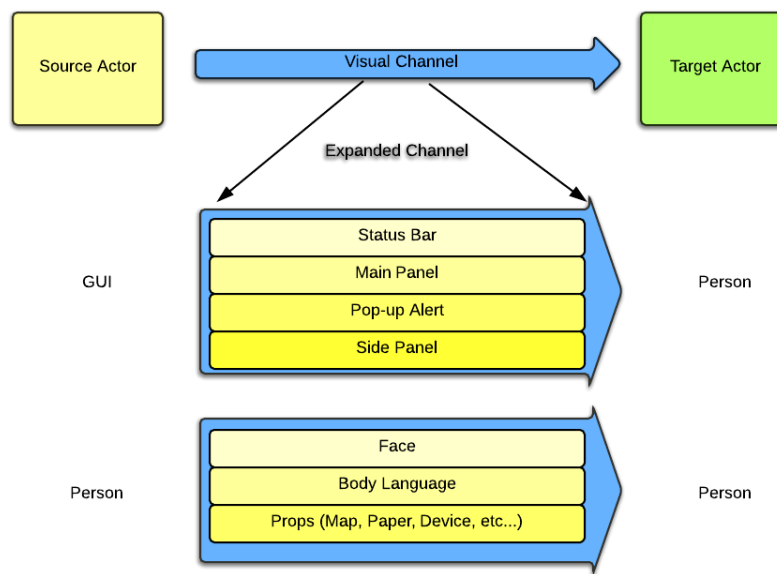 Source Actor
Visual Channel
Target Actor
Expanded Channel
GUI
Status Bar
Main Panel
Pop-up Alert
Side Panel
Person
Person
Face
Body Language
Props (Map, Paper, Device, etc...)
Person